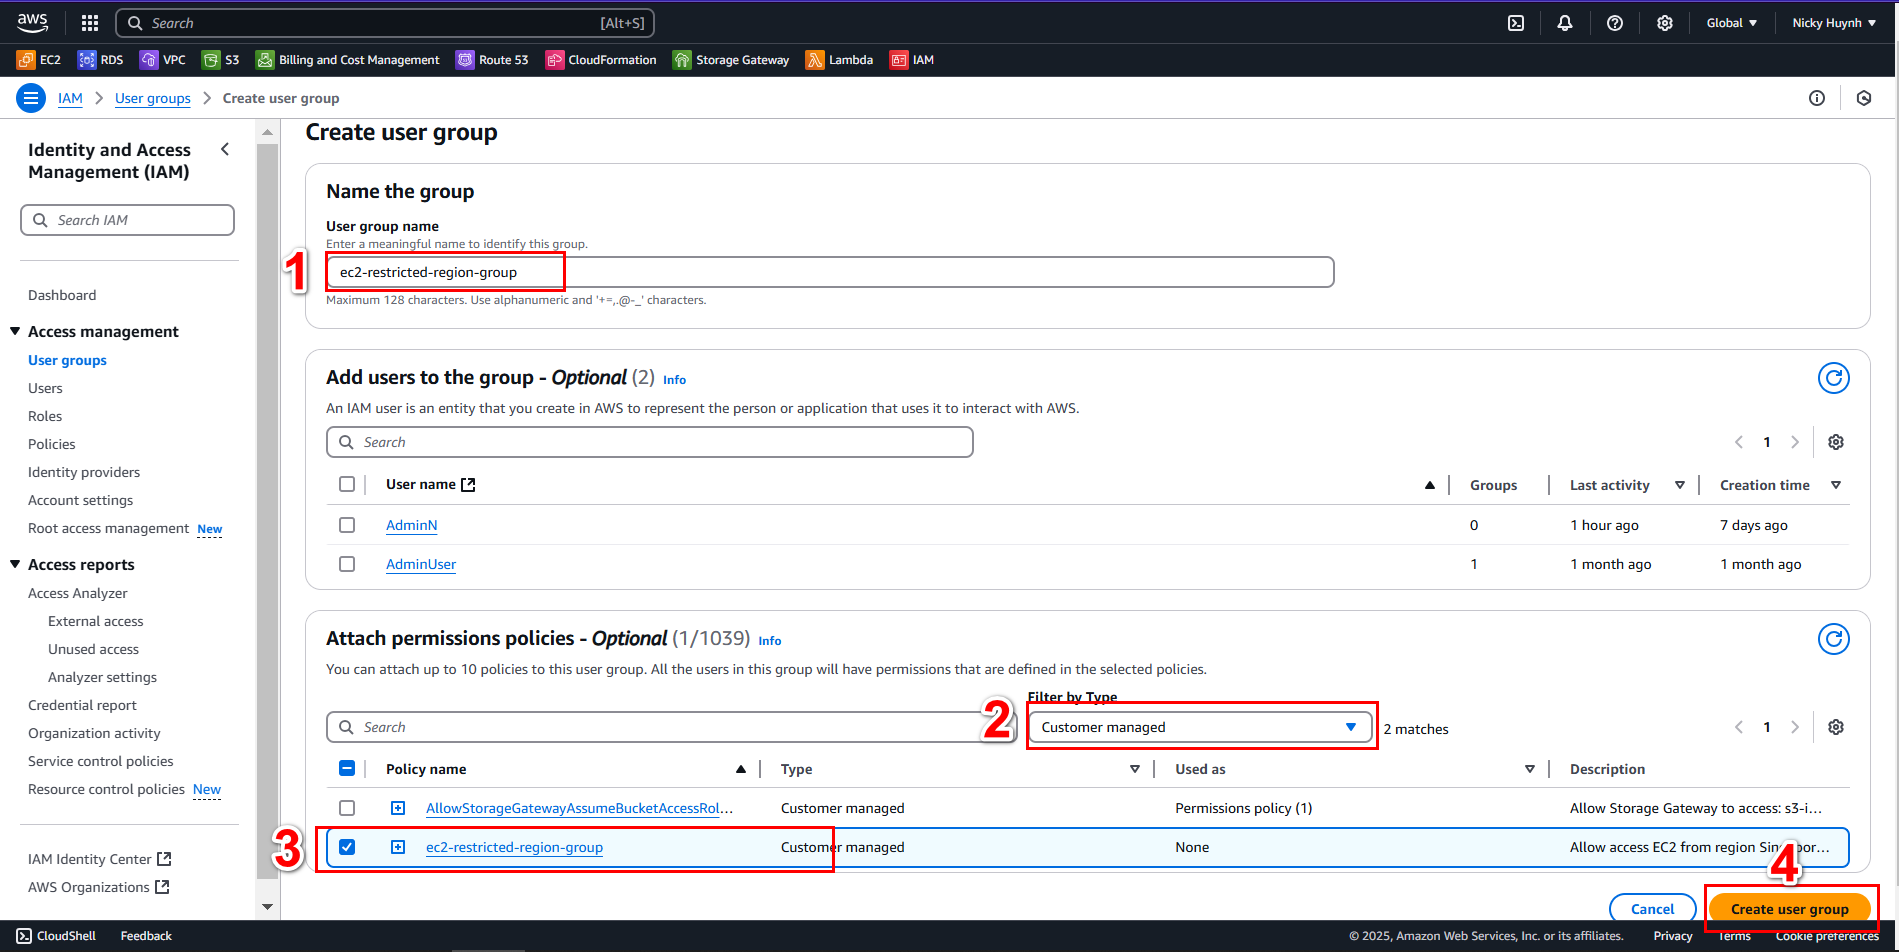 aws
Search
[Alt+S]
Global
Nicky Huynh
EC2
RDS
VPC
S3
Billing and Cost Management
Route 53
CloudFormation
Storage Gateway
Lambda
IAM
IAM
User groups
Create user group
Identity and Access
Management (IAM)
Search IAM
Dashboard
Access management
User groups
Users
Roles
Policies
Identity providers
Account settings
Root access management New
Access reports
Access Analyzer
External access
Unused access
Analyzer settings
Credential report
Organization activity
Service control policies
Resource control policies New
IAM Identity Center
AWS Organizations
Create user group
Name the group
User group name
Enter a meaningful name to identify this group.
1
ec2-restricted-region-group
Maximum 128 characters. Use alphanumeric and '+=,.@-_' characters.
Add users to the group - Optional (2) Info
An IAM user is an entity that you create in AWS to represent the person or application that uses it to interact with AWS.
Search
1
User name
Groups
Last activity
Creation time
AdminN
0
1 hour ago
7 days ago
AdminUser
1
1 month ago
1 month ago
Attach permissions policies - Optional (1/1039) Info
You can attach up to 10 policies to this user group. All the users in this group will have permissions that are defined in the selected policies.
Filter by Type
Search
2
Customer managed
2 matches
1
Policy name
Type
Used as
Description
AllowStorageGatewayAssumeBucketAccessRol...
Customer managed
Permissions policy (1)
Allow Storage Gateway to access: s3-i...
3
ec2-restricted-region-group
Customer managed
None
Allow access EC2 from region Singapor...
4
Cancel
Create user group
CloudShell
Feedback
© 2025, Amazon Web Services, Inc. or its affiliates.
Privacy
Terms
Cookie preferences